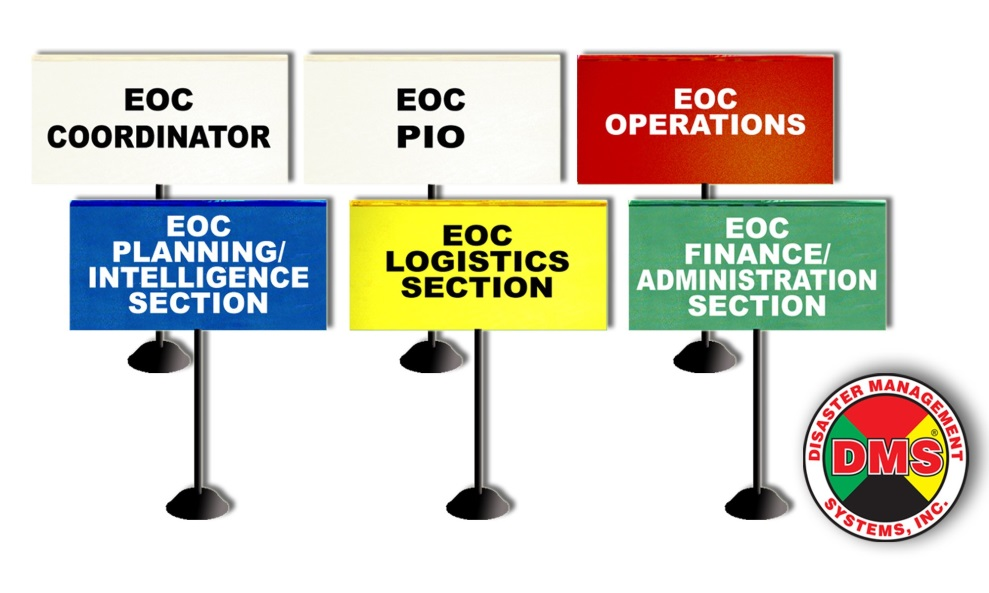 EOC
COORDINATOR
EOC
PIO
EOC
OPERATIONS
EOC
PLANNING/
INTELLIGENCE
SECTION
EOC
LOGISTICS
SECTION
EOC
FINANCE/
ADMINISTRATION
SECTION
DISASTER MANAGEMENT
DMS®
SYSTEMS, INC.